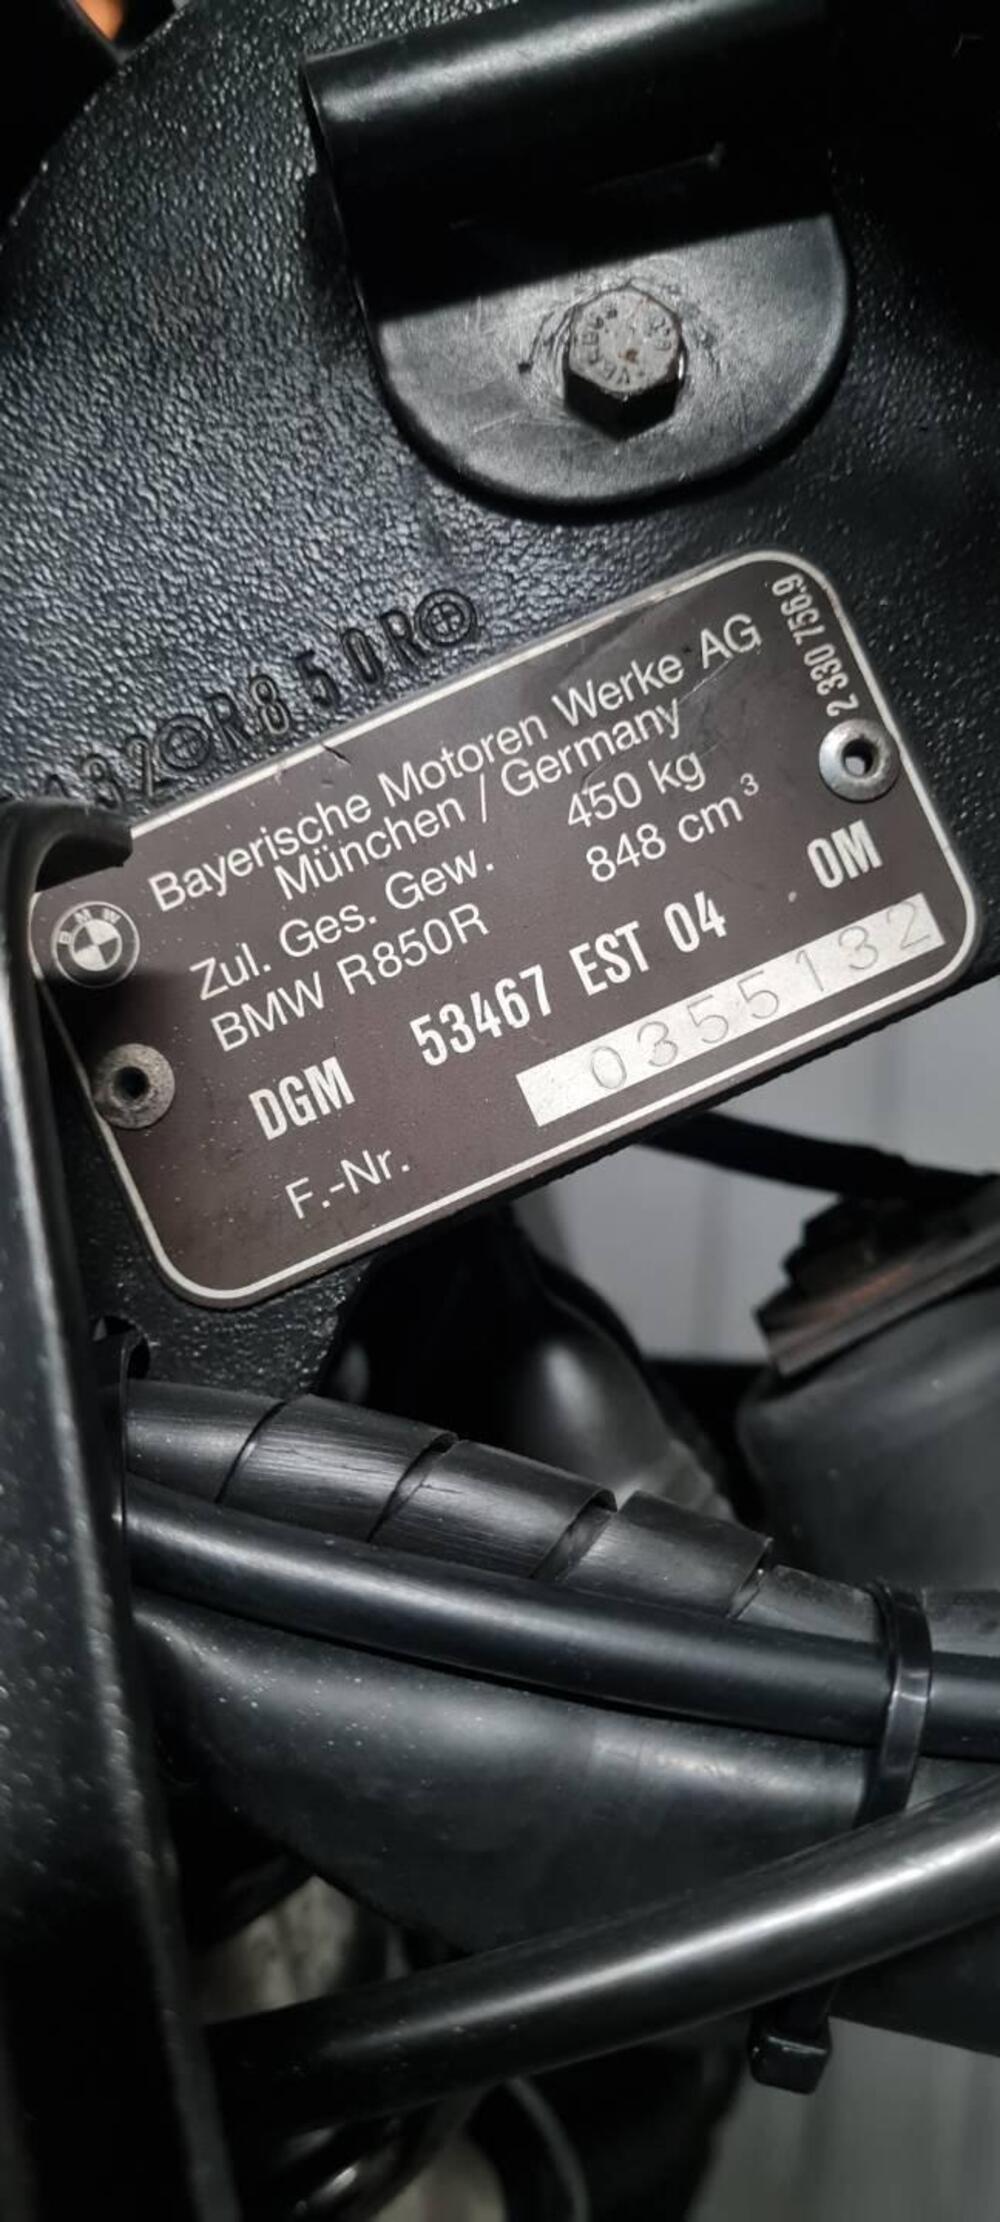 32 R850R
2 330 756.9
Bayerische Motoren Werke AG
München / Germany
Zul. Ges. Gew. 450 kg
BMW R850R 848 cm³
BMW
DGM 53467 EST 04 OM
F.-Nr. 0355132